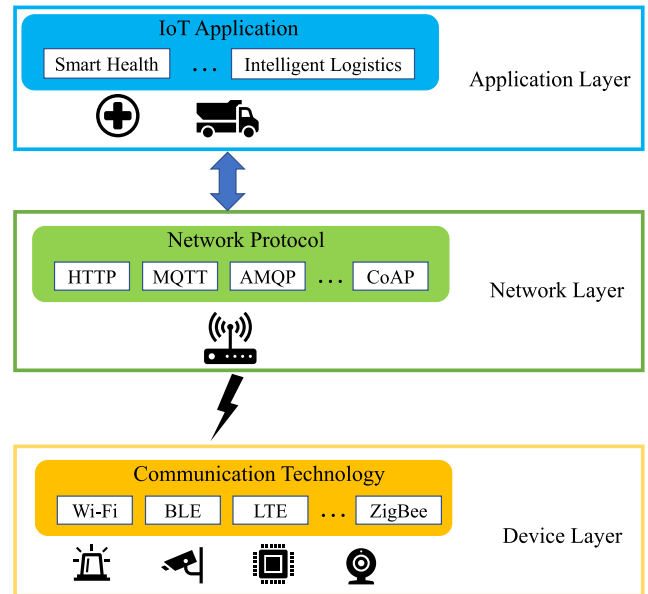 IoT Application
Smart Health ... Intelligent Logistics
Application Layer
Network Protocol
HTTP MQTT AMQP ... CoAP
Network Layer
Communication Technology
Wi-Fi BLE LTE ... ZigBee
Device Layer